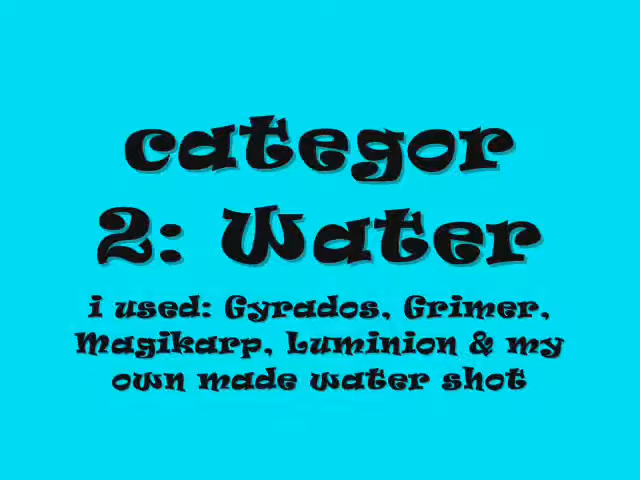 categor
2: Water
i used: Gyrados, Grimer,
Magikarp, Luminion & my
own made water shot